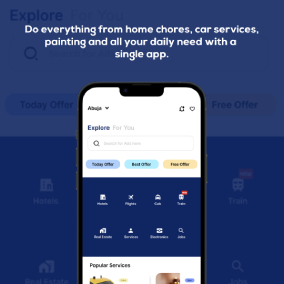 Explore For You
Do everything from home chores, car services,
painting and all your daily need with a
single app.
Today Offer
Free Offer
Hotels
Train
Real Estate
Jobs
Abuja
Explore For You
Today Offer Best Offer Free Offer
Hotels Flights Cab Train
Real Estate Services Electronics Jobs
Popular Services